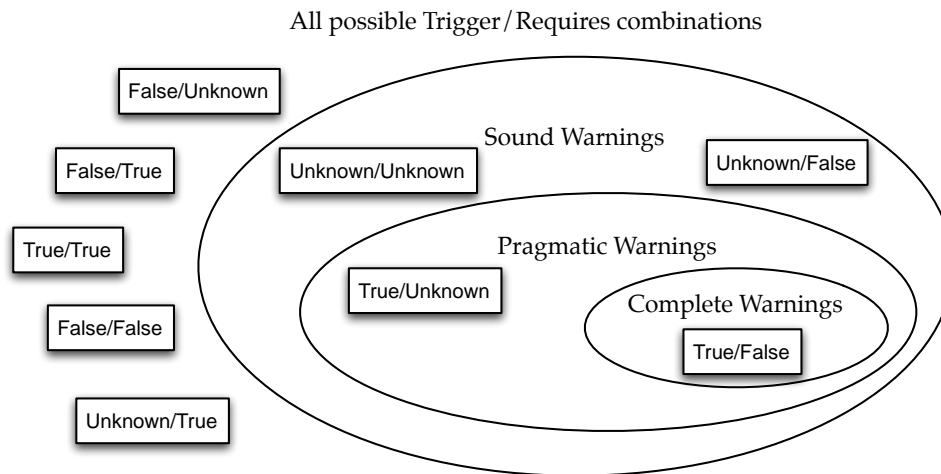 All possible Trigger/Requires combinations
False/Unknown
Sound Warnings
False/True
Unknown/Unknown
Unknown/False
True/True
Pragmatic Warnings
True/Unknown
Complete Warnings
False/False
True/False
Unknown/True